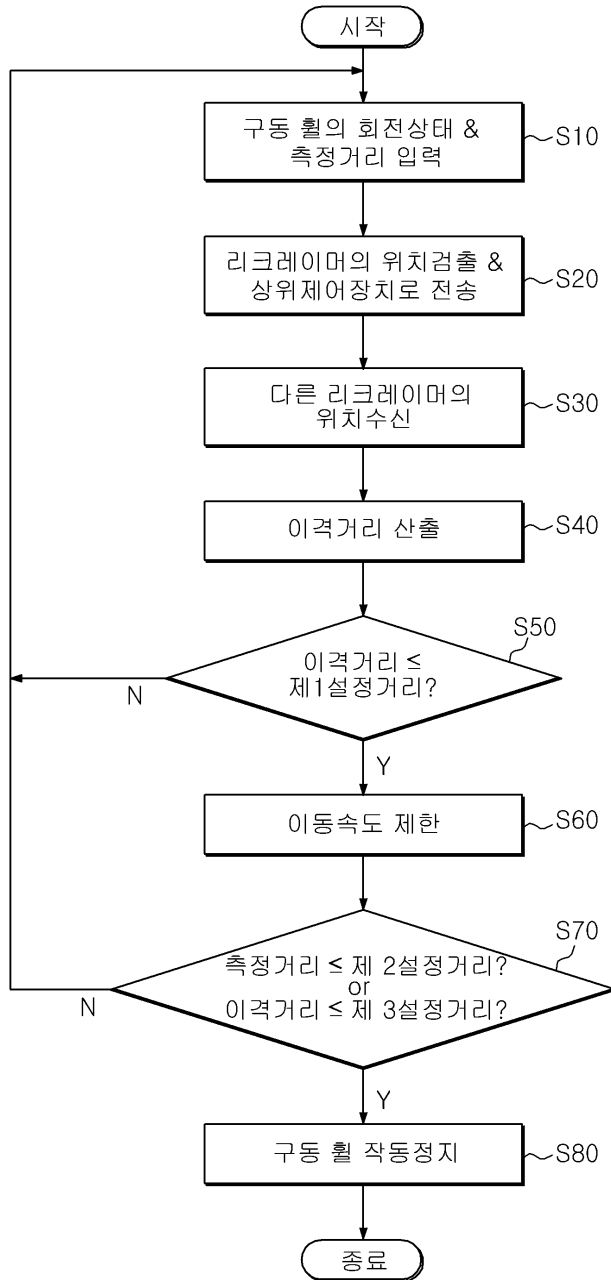 시작
구동 휠의 회전상태 &
측정거리 입력
S10
리크레이머의 위치검출 &
상위제어장치로 전송
S20
다른 리크레이머의
위치수신
S30
이격거리 산출
S40
S50
이격거리 ≤
제1설정거리?
N
Y
이동속도 제한
S60
S70
측정거리 ≤ 제 2설정거리?
or
이격거리 ≤ 제 3설정거리?
N
Y
구동 휠 작동정지
S80
종료